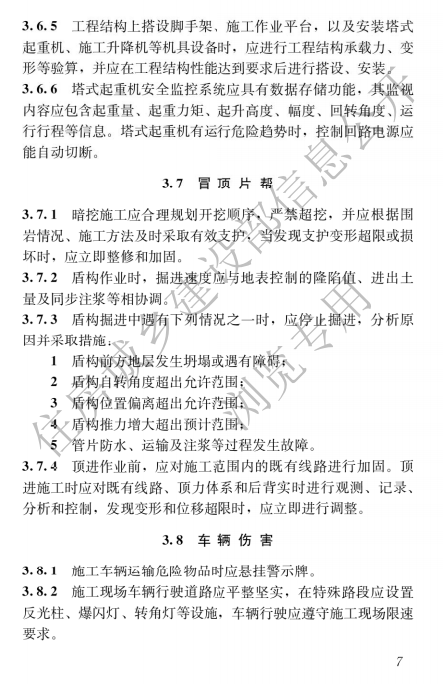 3.6.5 工程结构上搭设脚手架、施工作业平台，以及安装塔式
起重机、施工升降机等机具设备时，应进行工程结构承载力、变
形等验算，并应在工程结构性能达到要求后进行搭设、安装。
3.6.6 塔式起重机安全监控系统应具有数据存储功能，其监视
内容应包含起重量、起重力矩、起升高度、幅度、回转角度、运
行行程等信息。塔式起重机有运行危险趋势时，控制回路电源应
能自动切断。
3.7 冒顶片帮
3.7.1 暗挖施工应合理规划开挖顺序，严禁超挖，并应根据围
岩情况、施工方法及时采取有效支护，当发现支护变形超限或损
坏时，应立即整修和加固。
3.7.2 盾构作业时，掘进速度应与地表控制的隆陷值、进出土
量及同步注浆等相协调。
3.7.3 盾构掘进中遇有下列情况之一时，应停止掘进，分析原
因并采取措施：
1 盾构前方地层发生坍塌或遇有障碍；
2 盾构自转角度超出允许范围；
3 盾构位置偏离超出允许范围；
4 盾构推力增大超出预计范围；
5 管片防水、运输及注浆等过程发生故障。
3.7.4 顶进作业前，应对施工范围内的既有线路进行加固。顶
进施工时应对既有线路、顶力体系和后背实时进行观测、记录、
分析和控制，发现变形和位移超限时，应立即进行调整。
3.8 车辆伤害
3.8.1 施工车辆运输危险物品时应悬挂警示牌。
3.8.2 施工现场车辆行驶道路应平整坚实，在特殊路段应设置
反光柱、爆闪灯、转角灯等设施，车辆行驶应遵守施工现场限速
要求。
7
住房城乡建设部信息公开
浏览专用